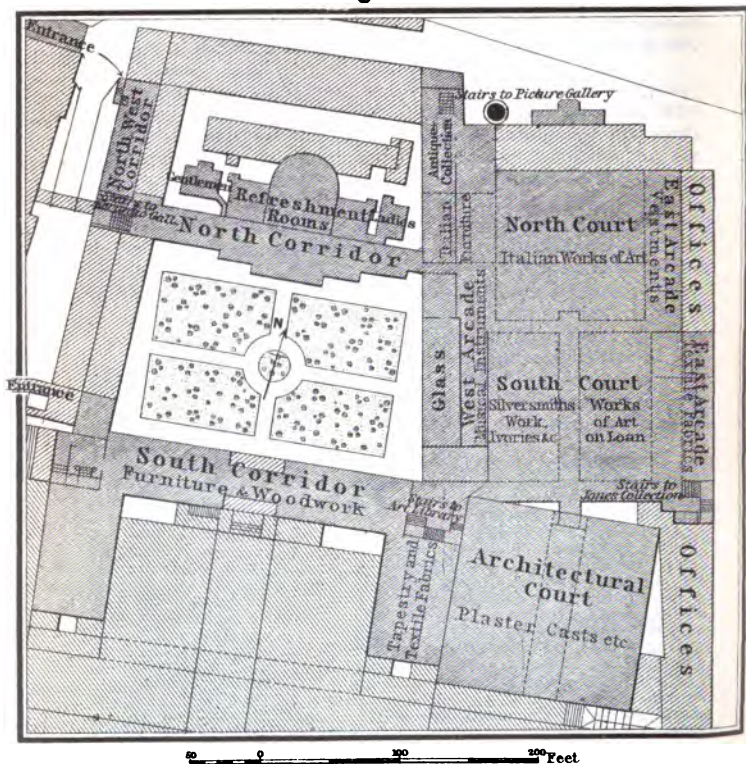 Entrance
Stairs to Picture Gallery
North West
Corridor
Antique
Collection
Gentlemen
Refreshment
Rooms
Ladies
North Corridor
Italian
Furniture
North Court
Italian Works of Art
East Arcade
Vestments
Offices
N
Entrance
Glass
West Arcade
Musical Instruments
South Court
Silversmiths
Work,
Ivories &c
Works
of Art
on Loan
East Arcade
Textile Fabrics
South Corridor
Furniture & Woodwork
Stairs to
Art Library
Stairs to
Jones Collection
Tapestry and
Textile Fabrics
Architectural
Court
Plaster Casts etc.
Offices
50 0 100 200 Feet